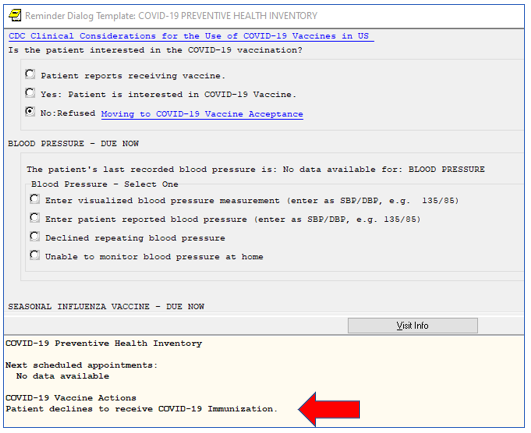 Reminder Dialog Template: COVID-19 PREVENTIVE HEALTH INVENTORY
CDC Clinical Considerations for the Use of COVID-19 Vaccines in US
Is the patient interested in the COVID-19 vaccination?
Patient reports receiving vaccine.
Yes: Patient is interested in COVID-19 Vaccine.
No:Refused Moving to COVID-19 Vaccine Acceptance
BLOOD PRESSURE - DUE NOW
The patient's last recorded blood pressure is: No data available for: BLOOD PRESSURE
Blood Pressure - Select One
Enter visualized blood pressure measurement (enter as SBP/DBP, e.g. 135/85)
Enter patient reported blood pressure (enter as SBP/DBP, e.g. 135/65)
Declined repeating blood pressure
Unable to monitor blood pressure at home
SEASONAL INFLUENZA VACCINE - DUE NOW
Visit Info
COVID-19 Preventive Health Inventory
Next scheduled appointments:
No data available
COVID-19 Vaccine Actions
Patient declines to receive COVID-19 Immunization.